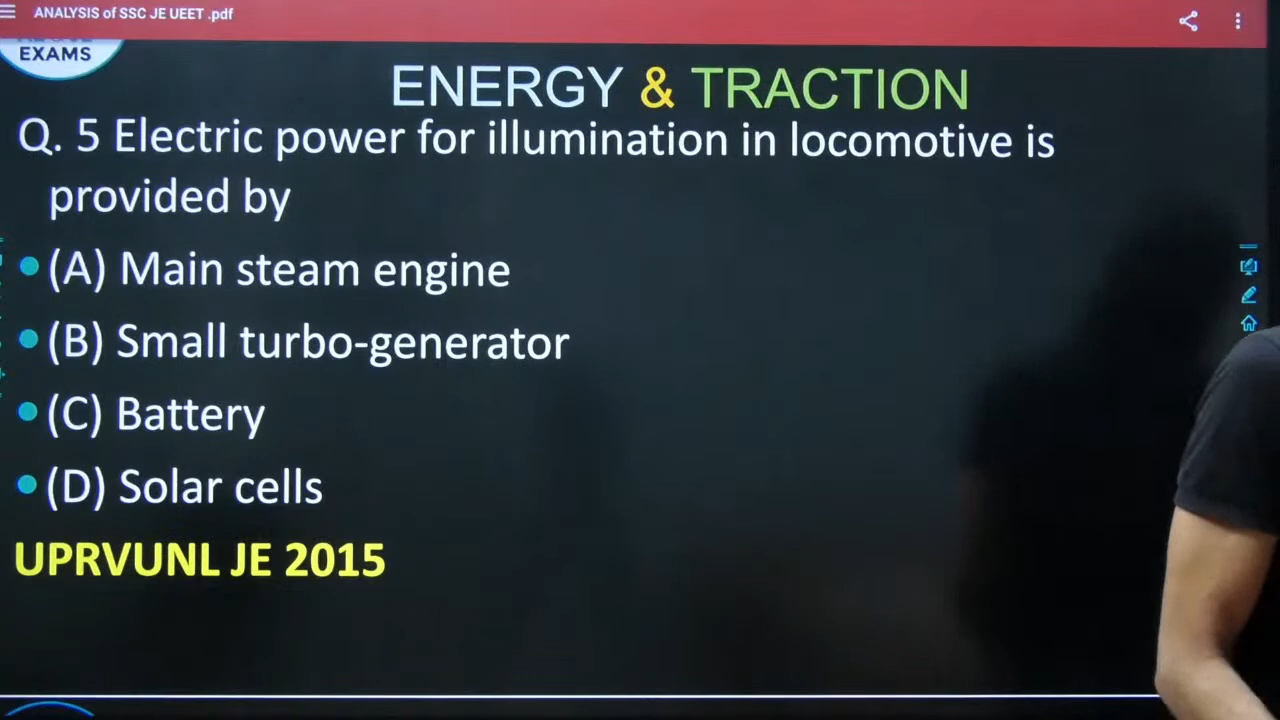 ANALYSIS of SSC JE UEET .pdf
EXAMS
ENERGY & TRACTION
Q. 5 Electric power for illumination in locomotive is
provided by
• (A) Main steam engine
• (B) Small turbo-generator
• (C) Battery
• (D) Solar cells
UPRVUNL JE 2015